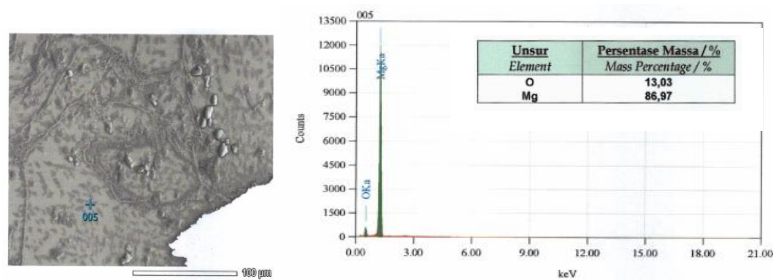 005
100 µm
005
13500
12000
10500
9000
7500
6000
4500
3000
1500
0
Counts
OKa
MgKa
0.00 3.00 6.00 9.00 12.00 15.00 18.00 21.00
keV
Unsur Persentase Massa / %
Element Mass Percentage / %
O 13,03
Mg 86,97